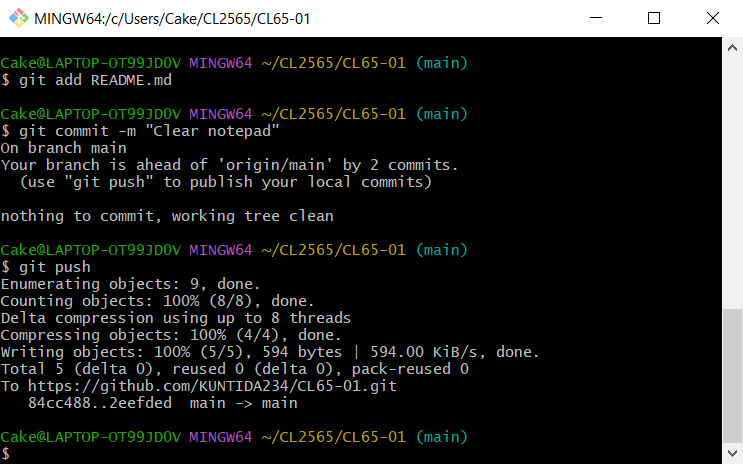 MINGW64:/c/Users/Cake/CL2565/CL65-01
Cake@LAPTOP-OT99JD0V MINGW64 ~/CL2565/CL65-01 (main)
$ git add README.md
Cake@LAPTOP-OT99JD0V MINGW64 ~/CL2565/CL65-01 (main)
$ git commit -m "Clear notepad"
On branch main
Your branch is ahead of 'origin/main' by 2 commits.
  (use "git push" to publish your local commits)
nothing to commit, working tree clean
Cake@LAPTOP-OT99JD0V MINGW64 ~/CL2565/CL65-01 (main)
$ git push
Enumerating objects: 9, done.
Counting objects: 100% (8/8), done.
Delta compression using up to 8 threads
Compressing objects: 100% (4/4), done.
Writing objects: 100% (5/5), 594 bytes | 594.00 KiB/s, done.
Total 5 (delta 0), reused 0 (delta 0), pack-reused 0
To https://github.com/KUNTIDA234/CL65-01.git
   84cc488..2eefded  main -> main
Cake@LAPTOP-OT99JD0V MINGW64 ~/CL2565/CL65-01 (main)
$